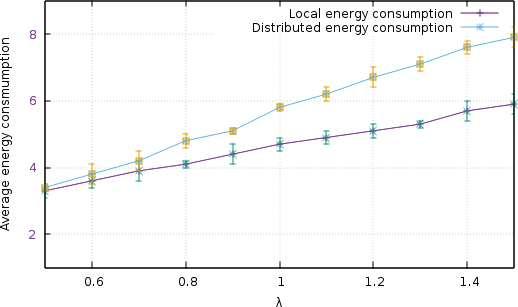 Local energy consumption
Distributed energy consumption
Average energy consmumption
8
6
4
2
0.6 0.8 1 1.2 1.4
λ